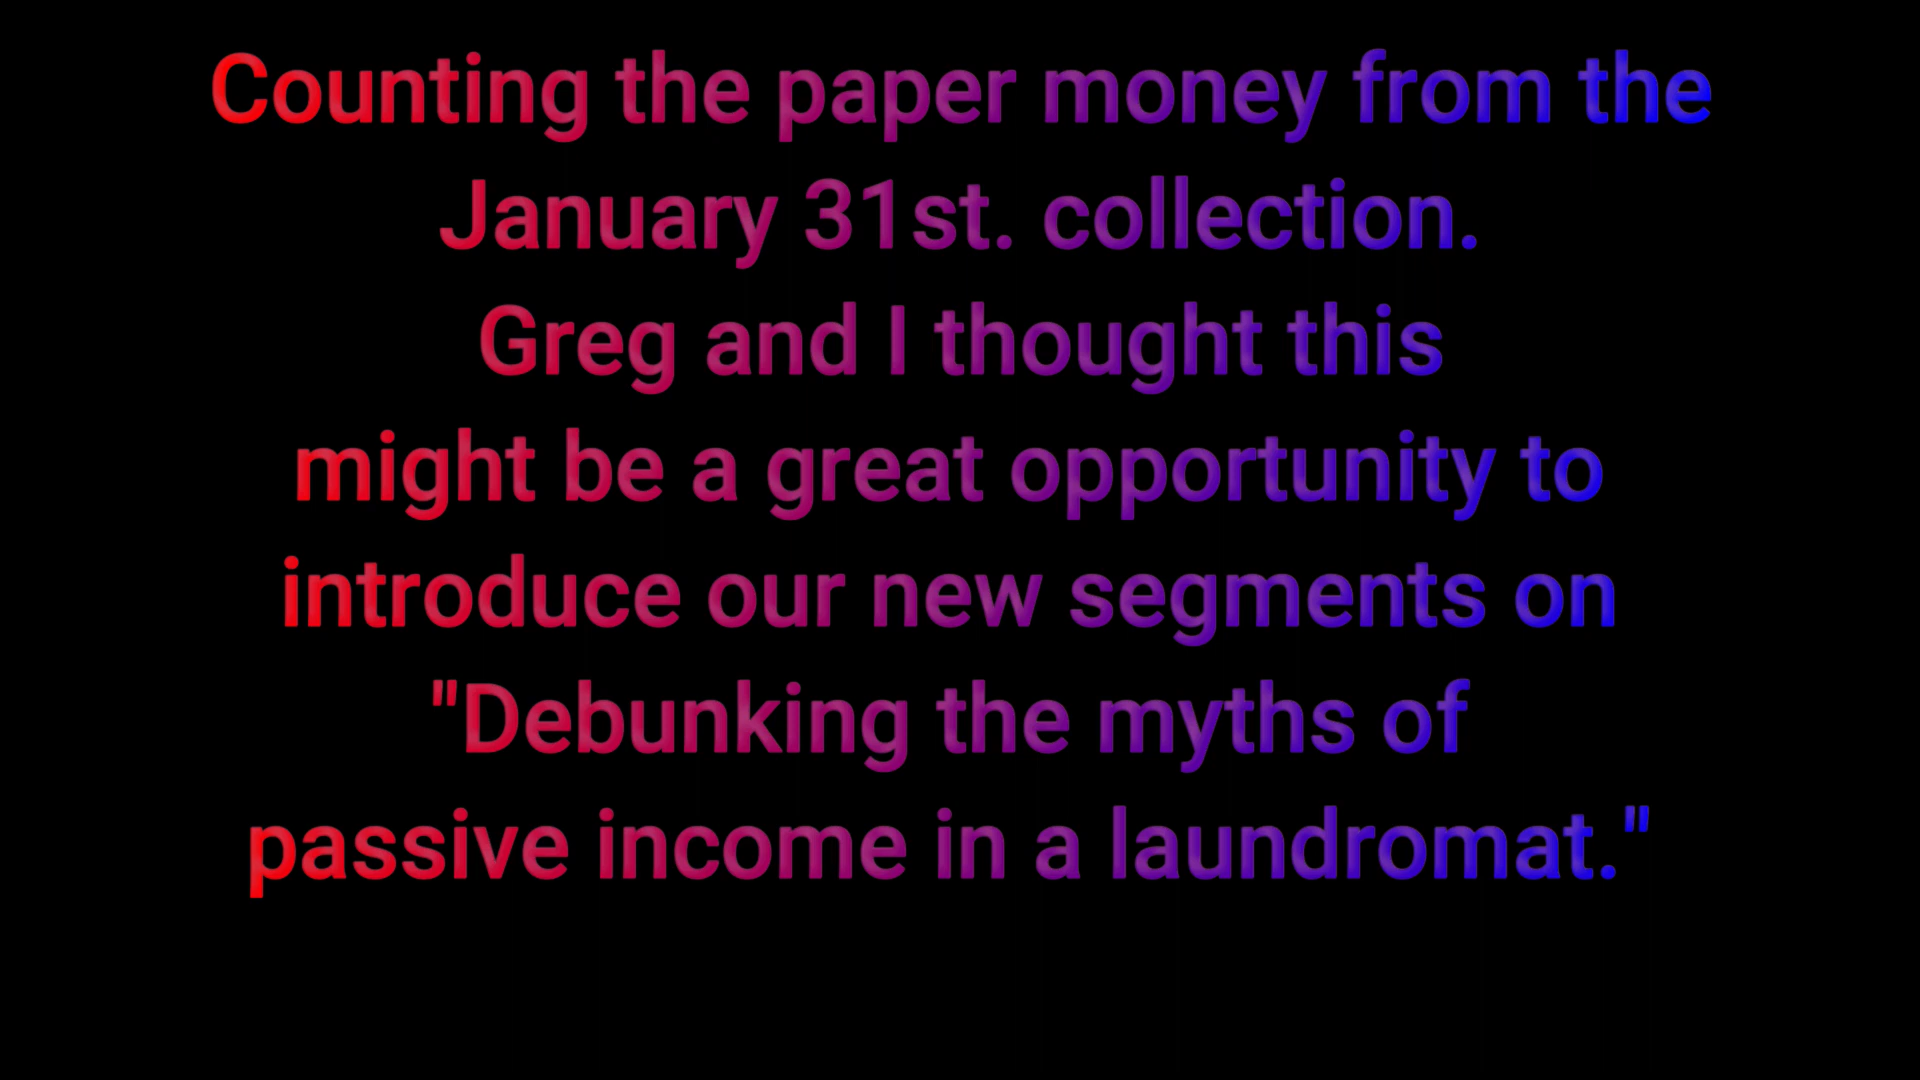 Counting the paper money from the
January 31st. collection.
Greg and I thought this
might be a great opportunity to
introduce our new segments on
"Debunking the myths of
passive income in a laundromat."